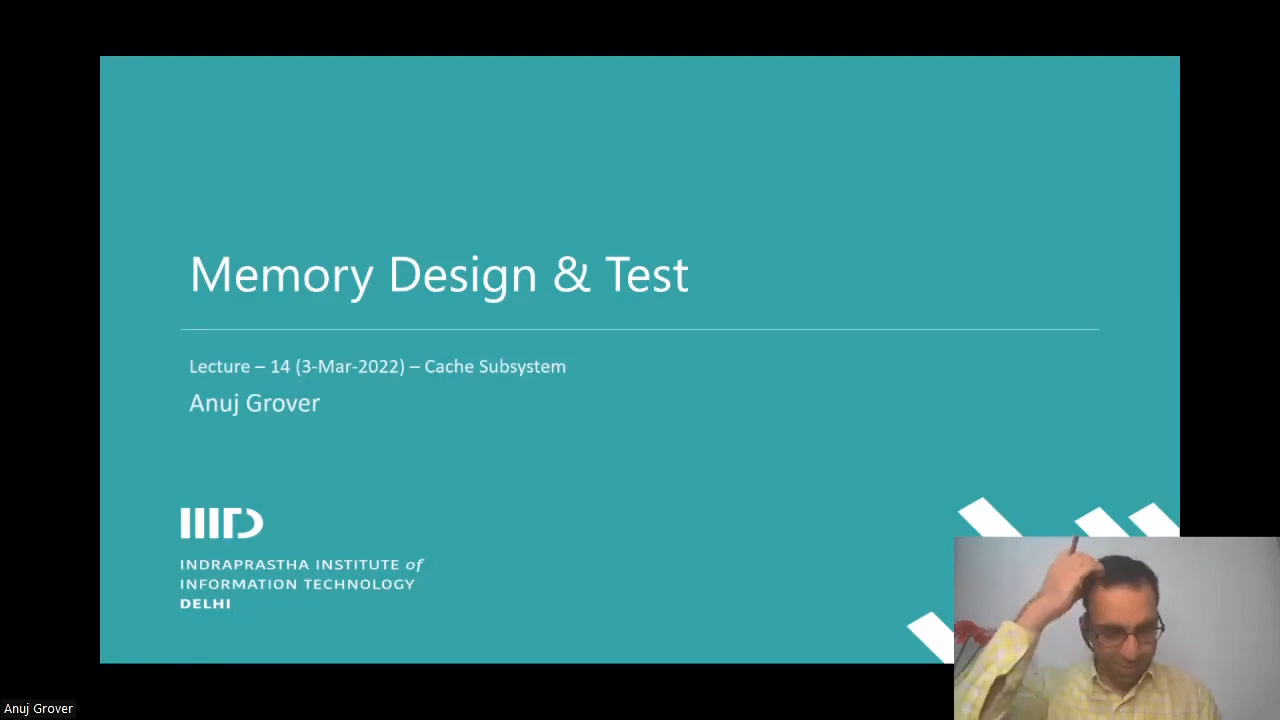 Memory Design & Test
Lecture – 14 (3-Mar-2022) – Cache Subsystem
Anuj Grover
IIITD
INDRAPRASTHA INSTITUTE of
INFORMATION TECHNOLOGY
DELHI
Anuj Grover